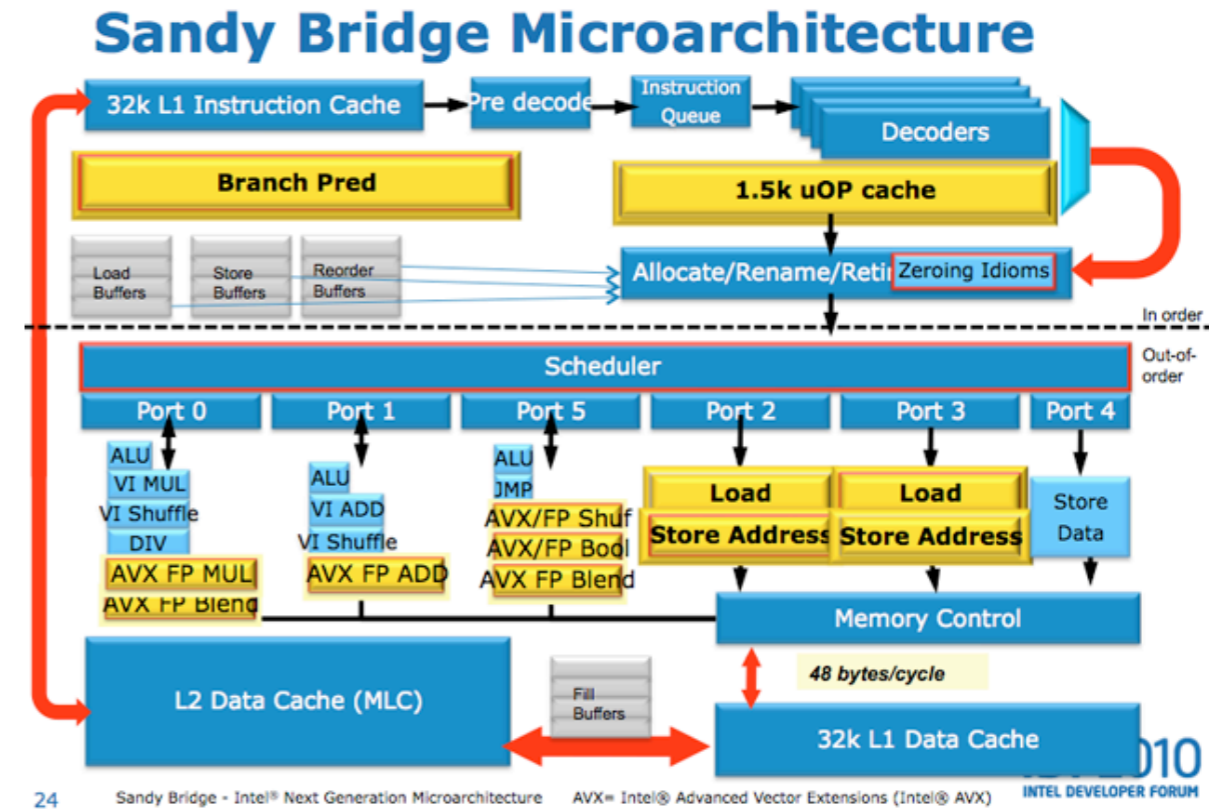 Sandy Bridge Microarchitecture
32k L1 Instruction Cache
Pre decode
Instruction
Queue
Decoders
Branch Pred
1.5k uOP cache
Load
Buffers
Store
Buffers
Reorder
Buffers
Allocate/Rename/Reti
Zeroing Idioms
In order
Out-of-
order
Scheduler
Port 0
Port 1
Port 5
Port 2
Port 3
Port 4
ALU
VI MUL
VI Shuffle
DIV
AVX FP MUL
AVX FP Blend
ALU
VI ADD
VI Shuffle
AVX FP ADD
ALU
JMP
AVX/FP Shuf
AVX/FP Bool
AVX FP Blend
Load
Store Address
Load
Store Address
Store
Data
Memory Control
48 bytes/cycle
L2 Data Cache (MLC)
Fill
Buffers
32k L1 Data Cache
010
INTEL DEVELOPER FORUM
24
Sandy Bridge - Intel® Next Generation Microarchitecture
AVX= Intel® Advanced Vector Extensions (Intel® AVX)